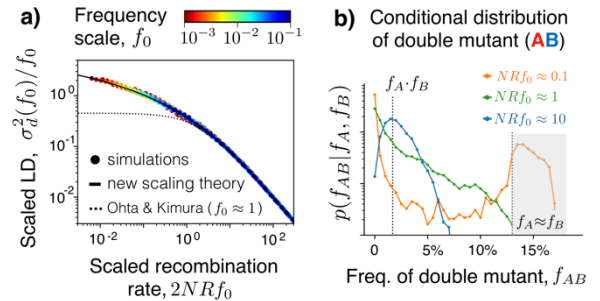 a)
Frequency
scale, f₀
10⁻³ 10⁻² 10⁻¹
Scaled LD, σ²_d(f₀)/f₀
10⁰
10⁻¹
10⁻²
simulations
new scaling theory
Ohta & Kimura (f₀ ≈ 1)
10⁻² 10⁰ 10²
Scaled recombination
rate, 2NRf₀
b)
Conditional distribution
of double mutant (AB)
f_A·f_B
NRf₀ ≈ 0.1
NRf₀ ≈ 1
NRf₀ ≈ 10
p(f_AB|f_A, f_B)
f_A≈f_B
0 5% 10% 15%
Freq. of double mutant, f_AB